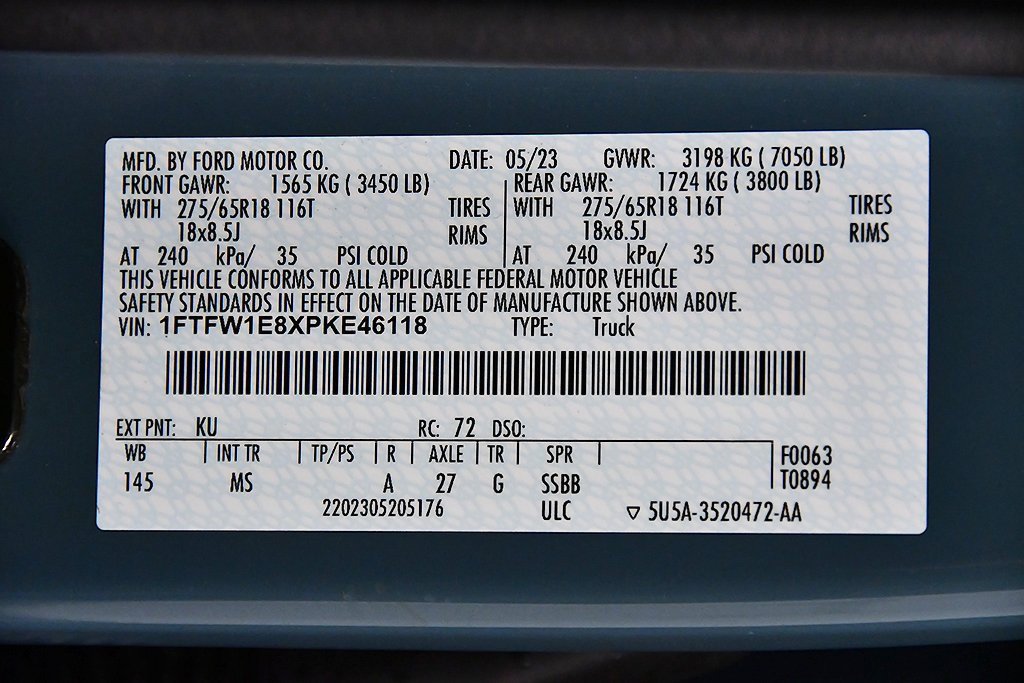 MFD. BY FORD MOTOR CO. DATE: 05/23 GVWR: 3198 KG ( 7050 LB)
FRONT GAWR: 1565 KG ( 3450 LB) REAR GAWR: 1724 KG ( 3800 LB)
WITH 275/65R18 116T TIRES WITH 275/65R18 116T TIRES
18x8.5J RIMS 18x8.5J RIMS
AT 240 kPa/ 35 PSI COLD AT 240 kPa/ 35 PSI COLD
THIS VEHICLE CONFORMS TO ALL APPLICABLE FEDERAL MOTOR VEHICLE
SAFETY STANDARDS IN EFFECT ON THE DATE OF MANUFACTURE SHOWN ABOVE.
VIN: 1FTFW1E8XPKE46118 TYPE: Truck
EXT PNT: KU RC: 72 DSO:
WB INT TR TP/PS R AXLE TR SPR F0063
145 MS A 27 G SSBB T0894
2202305205176 ULC ▽ 5U5A-3520472-AA